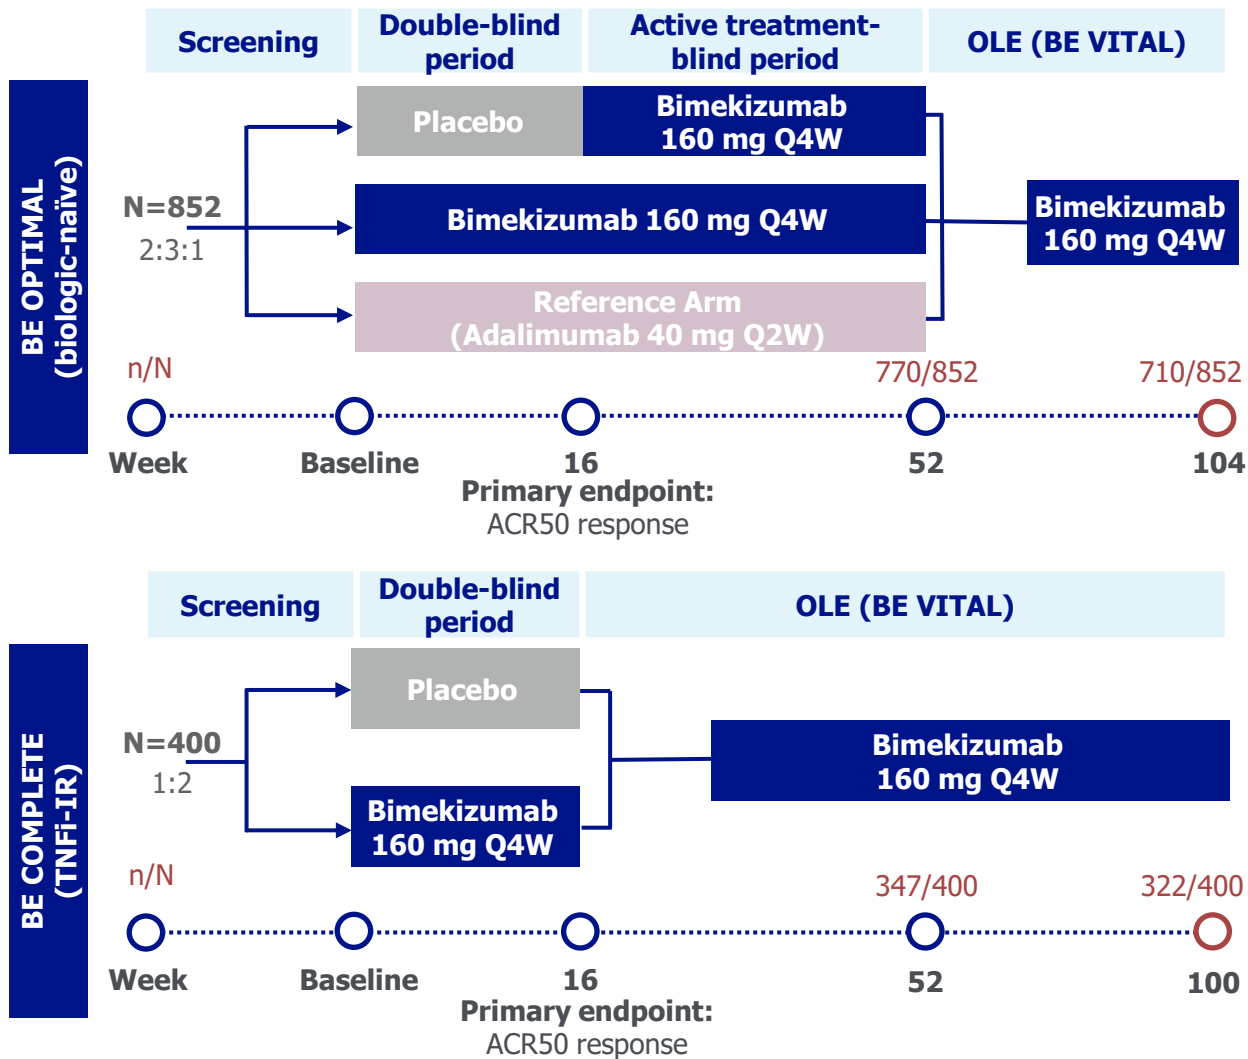 Screening
Double-blind
period
Active treatment-
blind period
OLE (BE VITAL)
BE OPTIMAL
(biologic-naïve)
N=852
2:3:1
Placebo
Bimekizumab
160 mg Q4W
Bimekizumab 160 mg Q4W
Bimekizumab
160 mg Q4W
Reference Arm
(Adalimumab 40 mg Q2W)
n/N
770/852
710/852
Week
Baseline
16
52
104
Primary endpoint:
ACR50 response
Screening
Double-blind
period
OLE (BE VITAL)
BE COMPLETE
(TNFi-IR)
N=400
1:2
Placebo
Bimekizumab
160 mg Q4W
Bimekizumab
160 mg Q4W
n/N
347/400
322/400
Week
Baseline
16
52
100
Primary endpoint:
ACR50 response